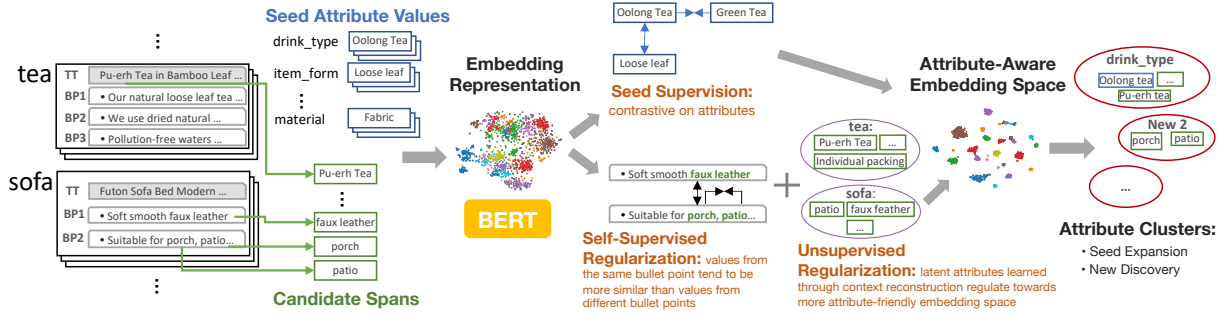 ⋮
tea
TT
Pu-erh Tea in Bamboo Leaf ...
BP1
• Our natural loose leaf tea ...
BP2
• We use dried natural ...
BP3
• Pollution-free waters ...
sofa
TT
Futon Sofa Bed Modern ...
BP1
• Soft smooth faux leather
BP2
• Suitable for porch, patio...
⋮
Seed Attribute Values
drink_type
Oolong Tea
item_form
Loose leaf
⋮
material
Fabric
Pu-erh Tea
⋮
faux leather
porch
patio
Candidate Spans
Embedding
Representation
BERT
Oolong Tea
Green Tea
Loose leaf
Seed Supervision:
contrastive on attributes
• Soft smooth faux leather
• Suitable for porch, patio...
Self-Supervised
Regularization: values from
the same bullet point tend to be
more similar than values from
different bullet points
tea:
Pu-erh Tea
...
Individual packing
sofa:
patio
faux feather
...
Unsupervised
Regularization: latent attributes learned
through context reconstruction regulate towards
more attribute-friendly embedding space
Attribute-Aware
Embedding Space
drink_type
Oolong tea
...
Pu-erh tea
New 2
porch
patio
...
Attribute Clusters:
• Seed Expansion
• New Discovery